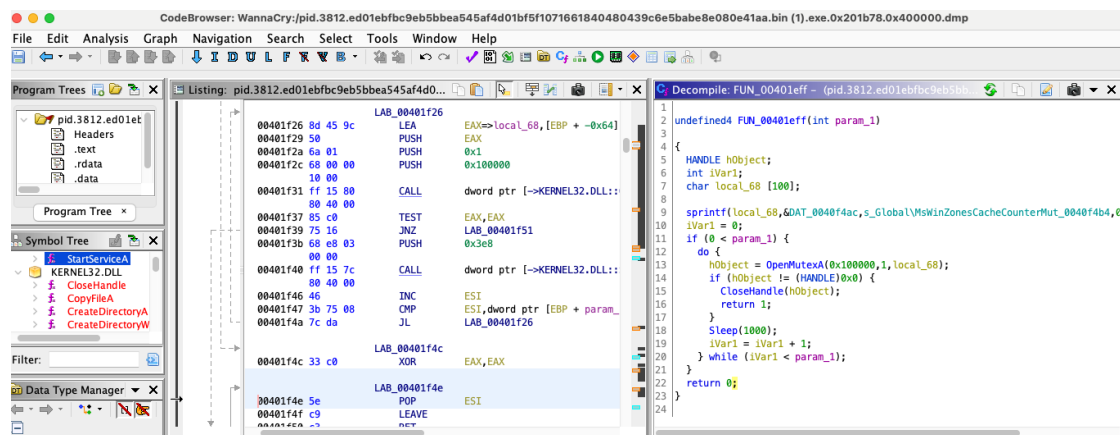 CodeBrowser: WannaCry:/pid.3812.ed01ebfbc9eb5bbea545af4d01bf5f1071661840480439c6e5babe8e080e41aa.bin (1).exe.0x201b78.0x400000.dmp
File Edit Analysis Graph Navigation Search Select Tools Window Help
I D U L F R V B
Program Trees
pid.3812.ed01eb
Headers
.text
.rdata
.data
Program Tree ×
Symbol Tree
f StartServiceA
KERNEL32.DLL
f CloseHandle
f CopyFileA
f CreateDirectoryA
f CreateDirectoryW
Filter:
Data Type Manager
Listing: pid.3812.ed01ebfbc9eb5bbea545af4d0...
LAB_00401f26
00401f26 8d 45 9c LEA EAX=>local_68,[EBP + -0x64]
00401f29 50 PUSH EAX
00401f2a 6a 01 PUSH 0x1
00401f2c 68 00 00 PUSH 0x100000
10 00
00401f31 ff 15 80 CALL dword ptr [->KERNEL32.DLL::
80 40 00
00401f37 85 c0 TEST EAX,EAX
00401f39 75 16 JNZ LAB_00401f51
00401f3b 68 e8 03 PUSH 0x3e8
00 00
00401f40 ff 15 7c CALL dword ptr [->KERNEL32.DLL::
80 40 00
00401f46 46 INC ESI
00401f47 3b 75 08 CMP ESI,dword ptr [EBP + param_
00401f4a 7c da JL LAB_00401f26
LAB_00401f4c
00401f4c 33 c0 XOR EAX,EAX
LAB_00401f4e
00401f4e 5e POP ESI
00401f4f c9 LEAVE
00401f50 c3 RET
Decompile: FUN_00401eff - (pid.3812.ed01ebfbc9eb5bb...
1
2 undefined4 FUN_00401eff(int param_1)
3
4 {
5 HANDLE hObject;
6 int iVar1;
7 char local_68 [100];
8
9 sprintf(local_68,&DAT_0040f4ac,s_Global\MsWinZonesCacheCounterMut_0040f4b4,0
10 iVar1 = 0;
11 if (0 < param_1) {
12 do {
13 hObject = OpenMutexA(0x100000,1,local_68);
14 if (hObject != (HANDLE)0x0) {
15 CloseHandle(hObject);
16 return 1;
17 }
18 Sleep(1000);
19 iVar1 = iVar1 + 1;
20 } while (iVar1 < param_1);
21 }
22 return 0;
23 }
24